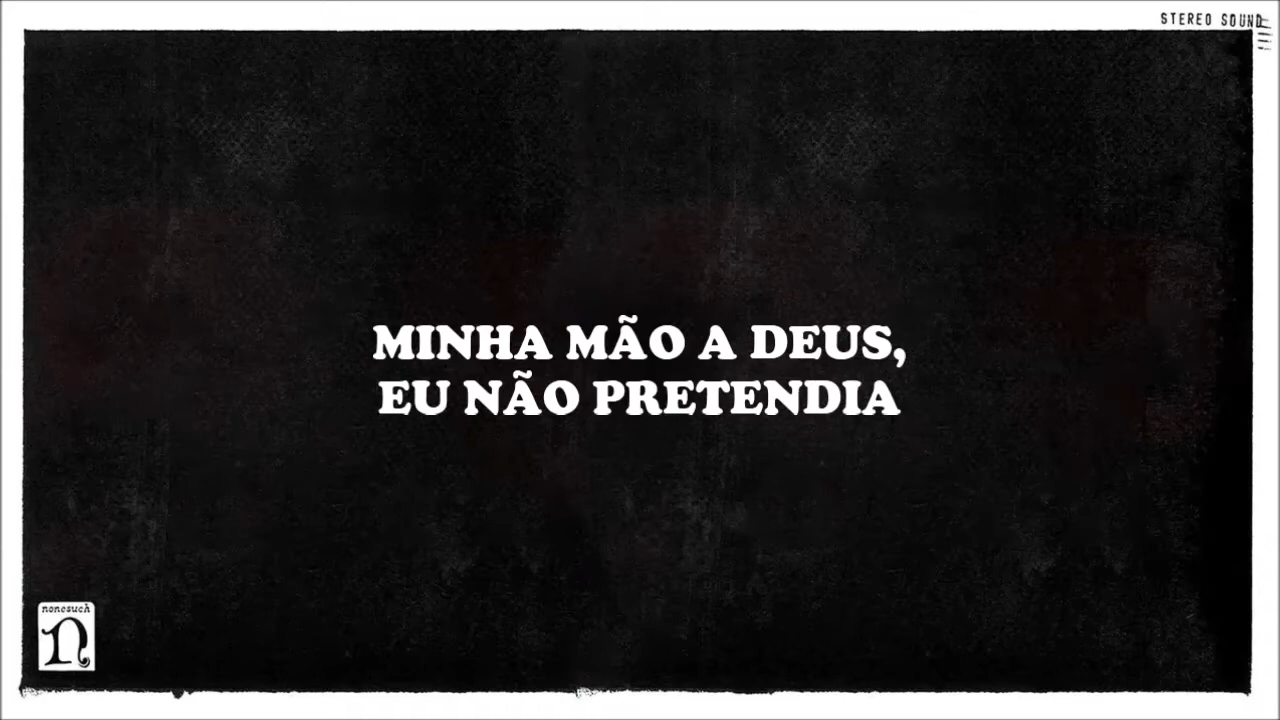 STEREO SOUND
MINHA MÃO A DEUS,
EU NÃO PRETENDIA
nonesuch
n